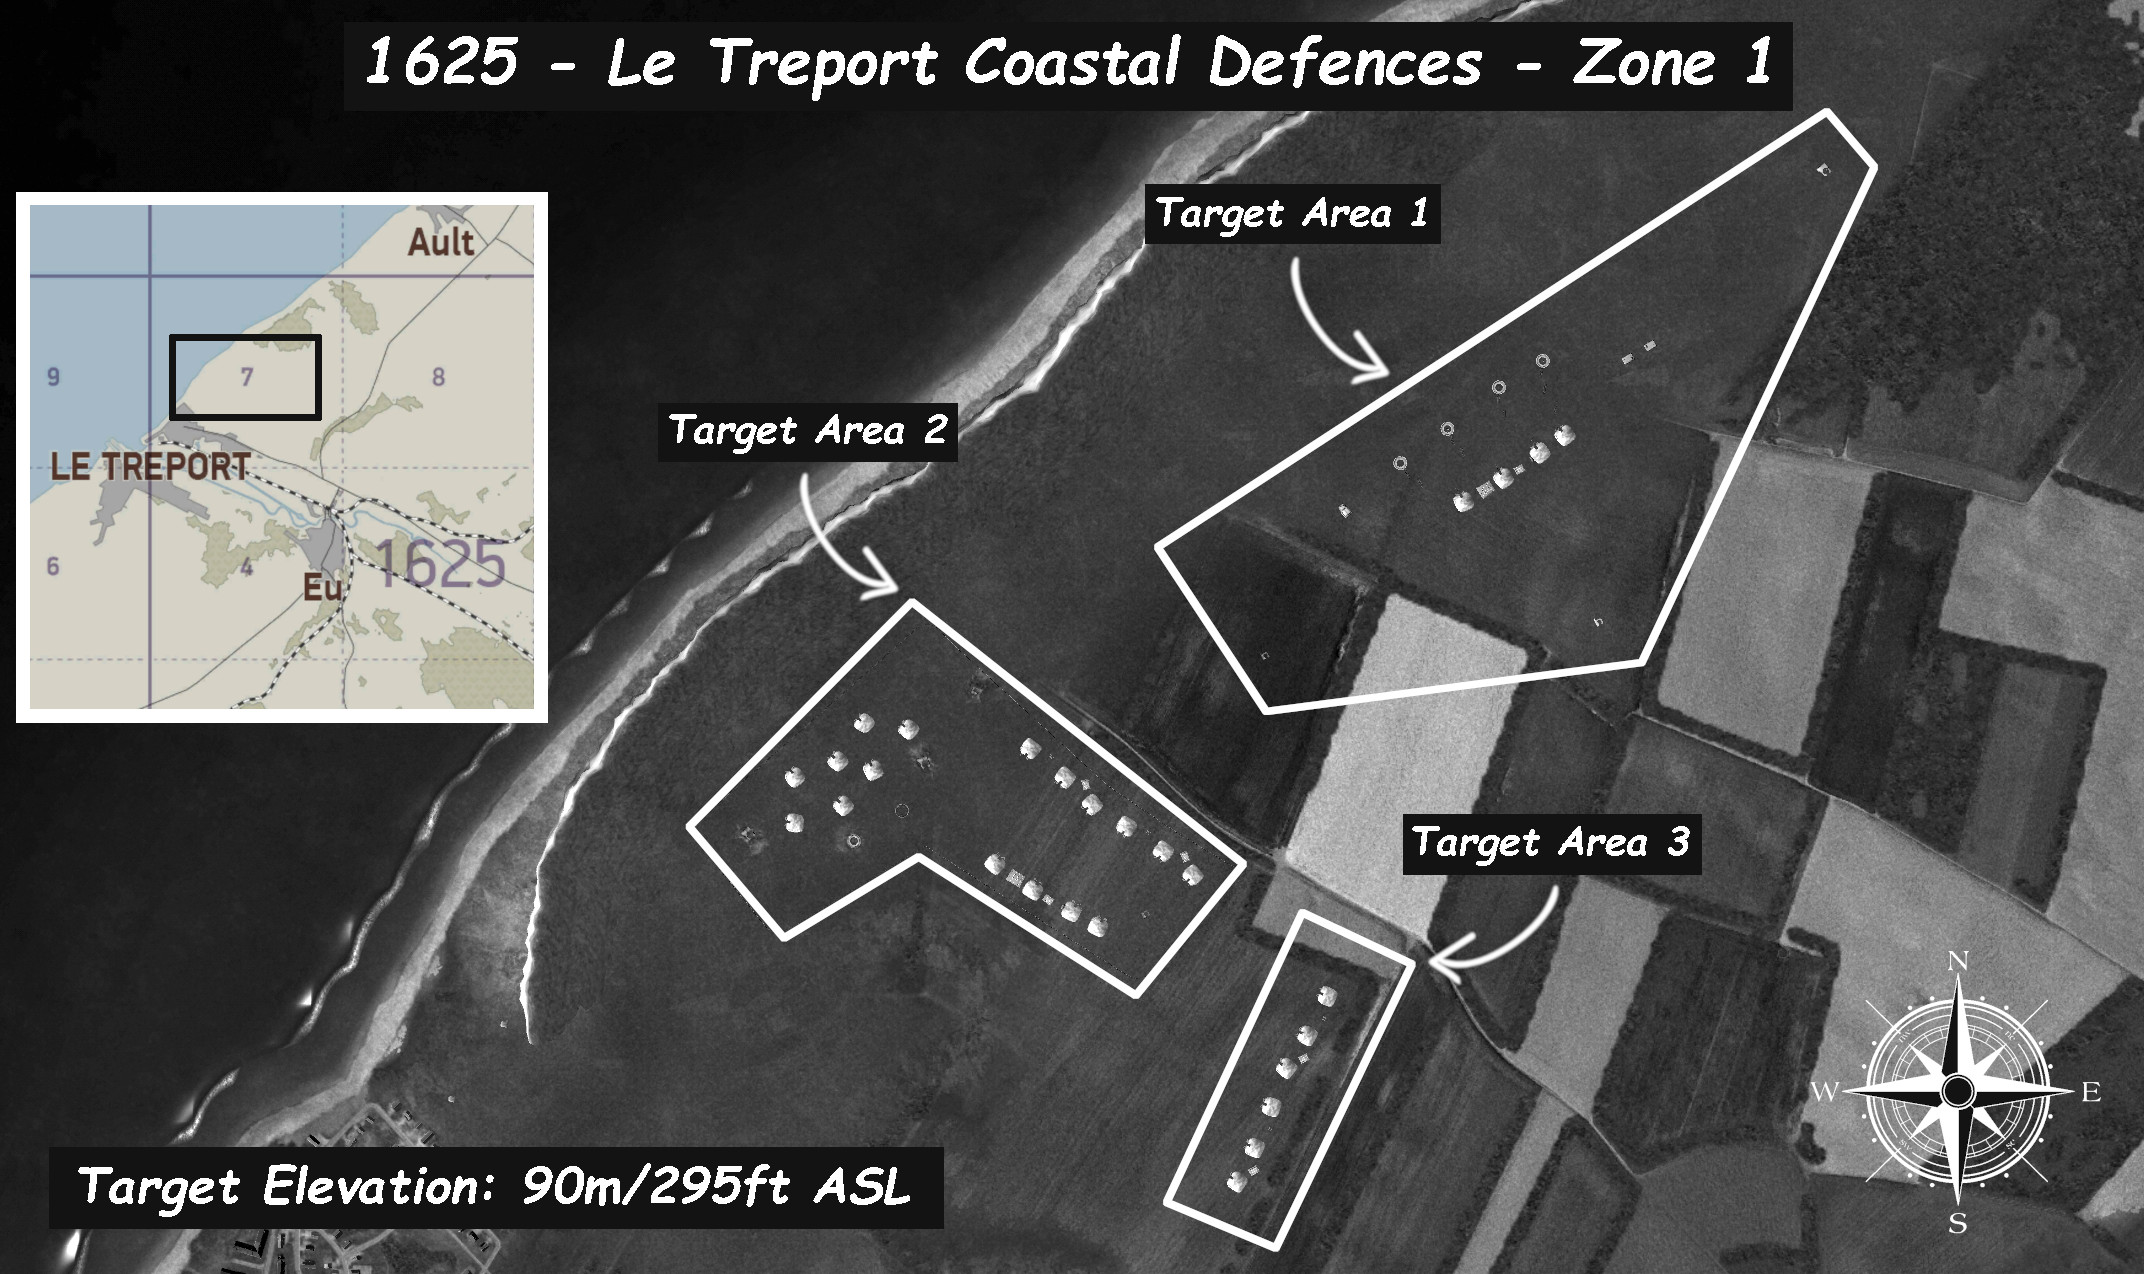 1625 - Le Treport Coastal Defences - Zone 1
Target Area 1
Ault
9
7
8
Target Area 2
LE TREPORT
1625
6
4
Eu
Target Area 3
N
W
E
S
Target Elevation: 90m/295ft ASL